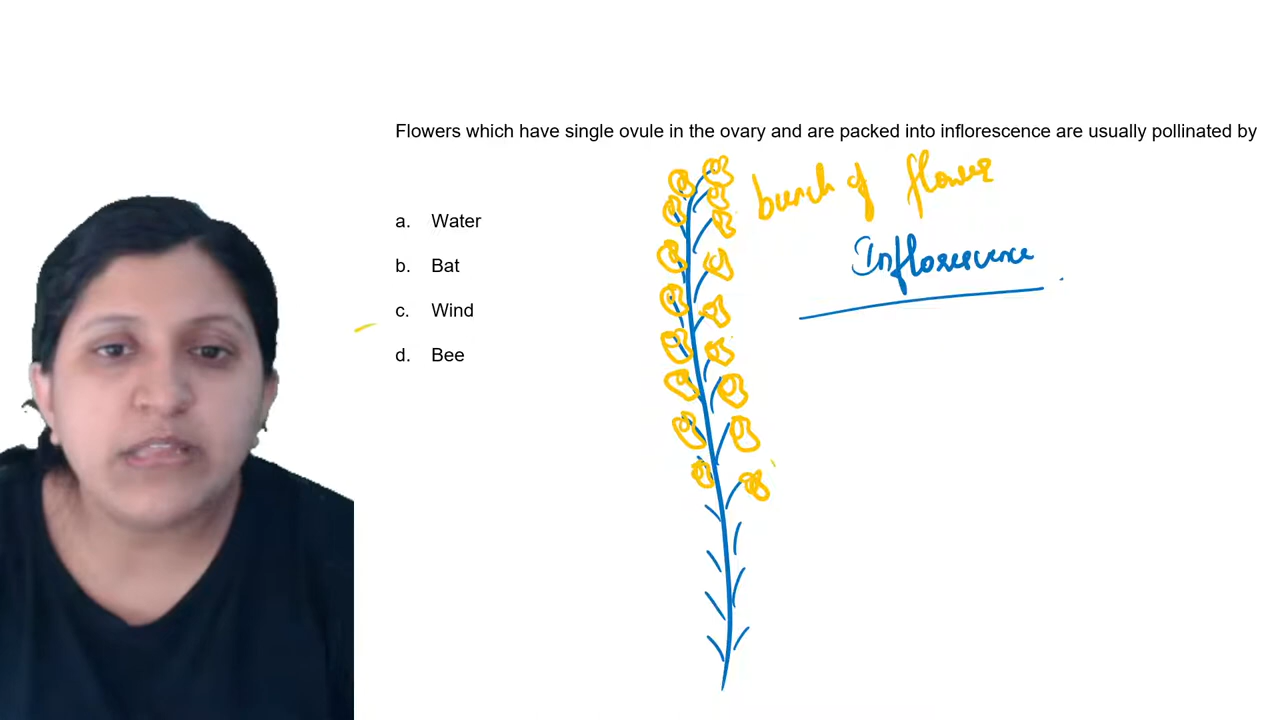 Flowers which have single ovule in the ovary and are packed into inflorescence are usually pollinated by
bunch of flower
Inflorescence
a. Water
b. Bat
c. Wind
d. Bee